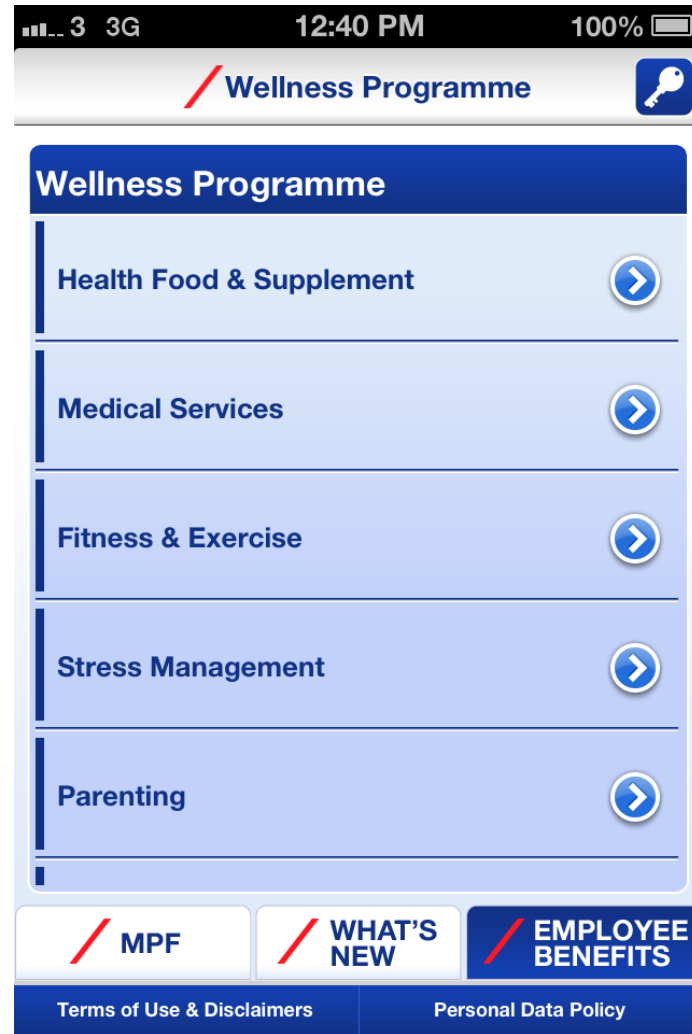 3 3G 12:40 PM 100%
Wellness Programme
Wellness Programme
Health Food & Supplement
Medical Services
Fitness & Exercise
Stress Management
Parenting
MPF
WHAT'S
NEW
EMPLOYEE
BENEFITS
Terms of Use & Disclaimers
Personal Data Policy